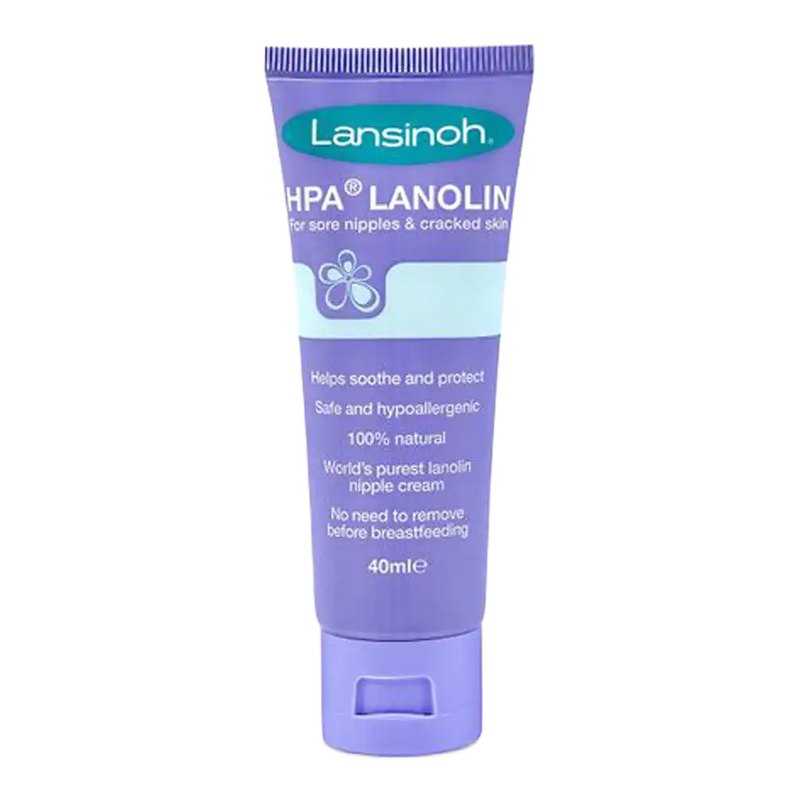 Lansinoh®
HPA® LANOLIN
For sore nipples & cracked skin
Helps soothe and protect
Safe and hypoallergenic
100% natural
World's purest lanolin
nipple cream
No need to remove
before breastfeeding
40ml℮